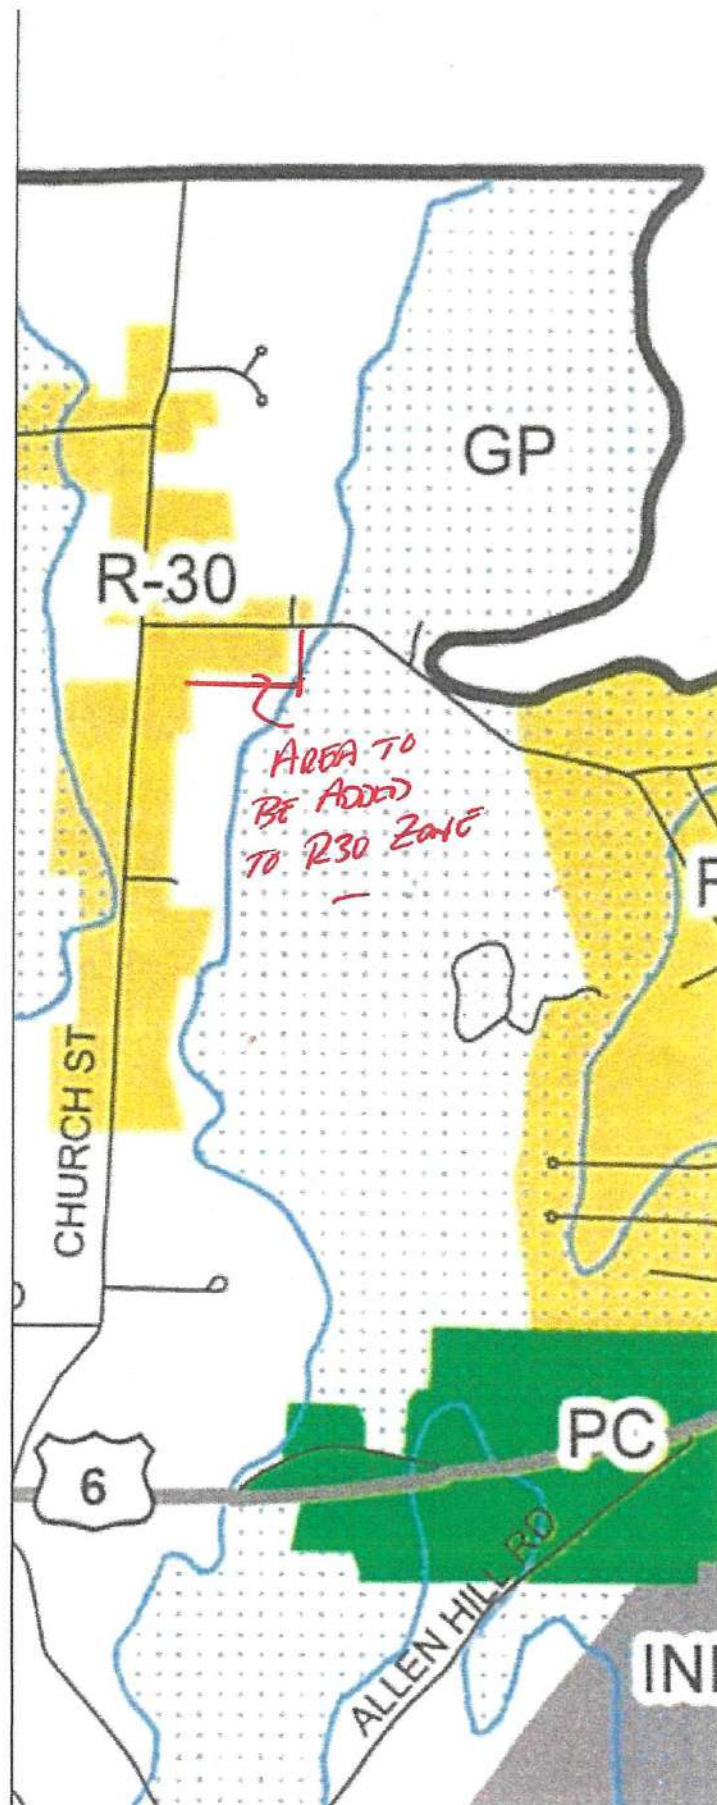 GP
R-30
AREA TO
BE ADDED
TO R30 ZONE
CHURCH ST
PC
6
ALLEN HILL RD